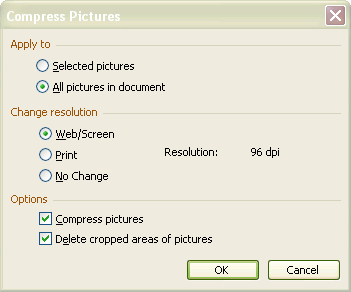 Compress Pictures
Apply to
Selected pictures
All pictures in document
Change resolution
Web/Screen
Print Resolution: 96 dpi
No Change
Options
Compress pictures
Delete cropped areas of pictures
OK Cancel